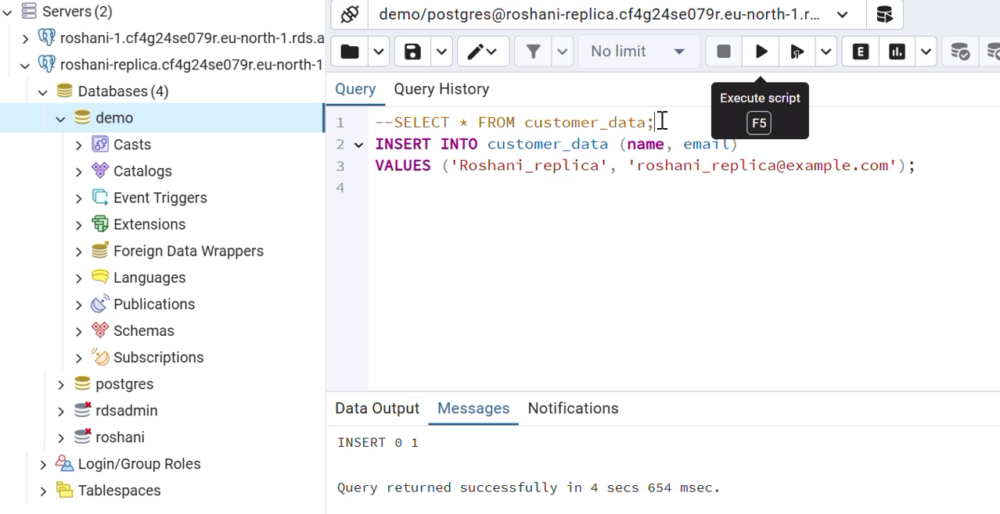 Servers (2)
roshani-1.cf4g24se079r.eu-north-1.rds.a
roshani-replica.cf4g24se079r.eu-north-1
Databases (4)
demo
Casts
Catalogs
Event Triggers
Extensions
Foreign Data Wrappers
Languages
Publications
Schemas
Subscriptions
postgres
rdsadmin
roshani
Login/Group Roles
Tablespaces
demo/postgres@roshani-replica.cf4g24se079r.eu-north-1.r...
No limit
E
Query Query History
Execute script
F5
1 --SELECT * FROM customer_data;
2 INSERT INTO customer_data (name, email)
3 VALUES ('Roshani_replica', 'roshani_replica@example.com');
4
Data Output Messages Notifications
INSERT 0 1
Query returned successfully in 4 secs 654 msec.